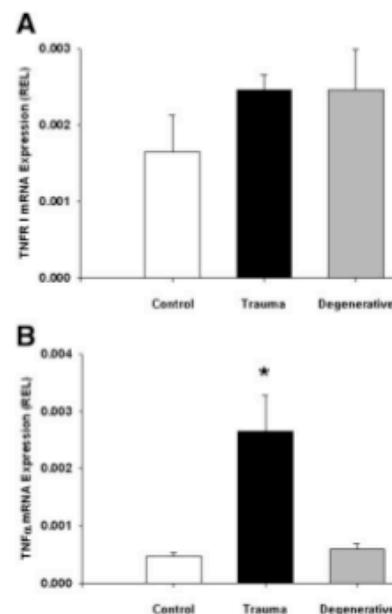 A
TNFR I mRNA Expression (REL)
0.003
0.002
0.001
0.000
Control Trauma Degenerative
B
TNFα mRNA Expression (REL)
0.004
0.003
0.002
0.001
0.000
*
Control Trauma Degenerative